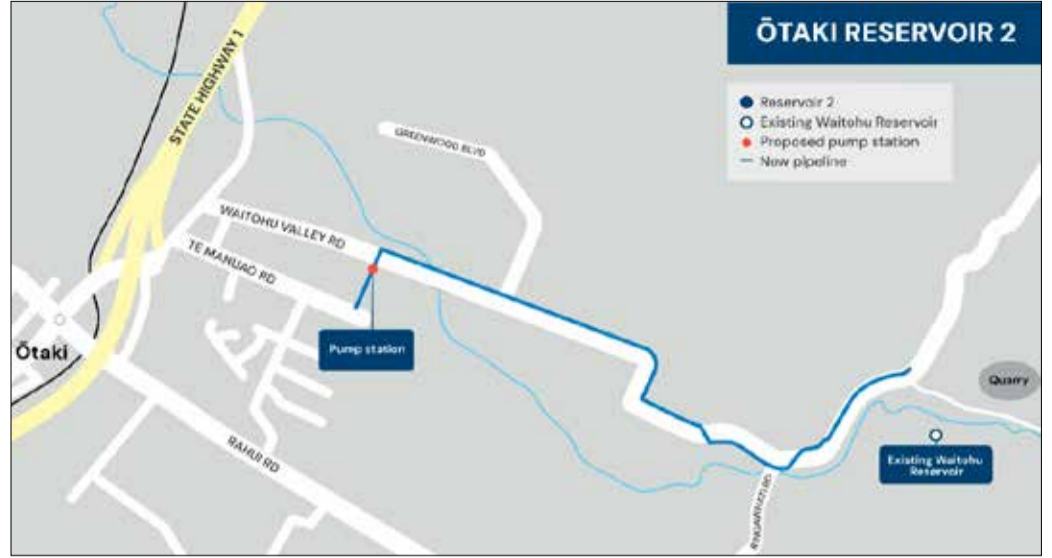 ŌTAKI RESERVOIR 2
Reservoir 2
Existing Waitohu Reservoir
Proposed pump station
New pipeline
STATE HIGHWAY 1
GREENWOOD BLVD
WAITOHU VALLEY RD
TE MANUAO RD
Pump station
Ōtaki
RAHUI RD
Quarry
Existing Waitohu
Reservoir